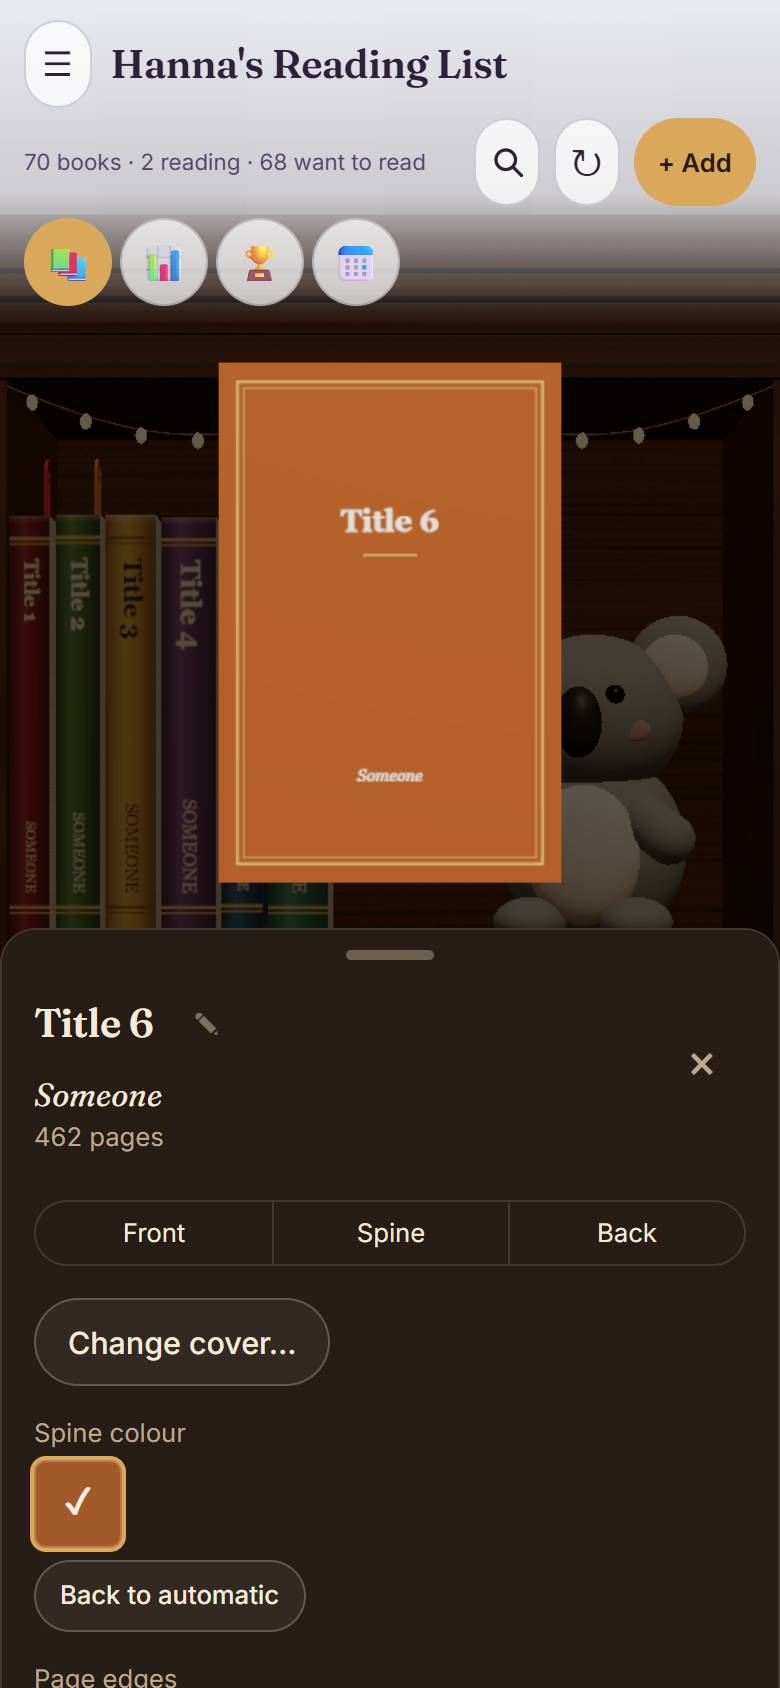 Hanna's Reading List
70 books · 2 reading · 68 want to read
+ Add
Title 1
SOMEONE
Title 2
SOMEONE
Title 3
SOMEONE
Title 4
SOMEONE
Title 6
Someone
E
E
Title 6
Someone
462 pages
Front
Spine
Back
Change cover...
Spine colour
✓
Back to automatic
Page edges